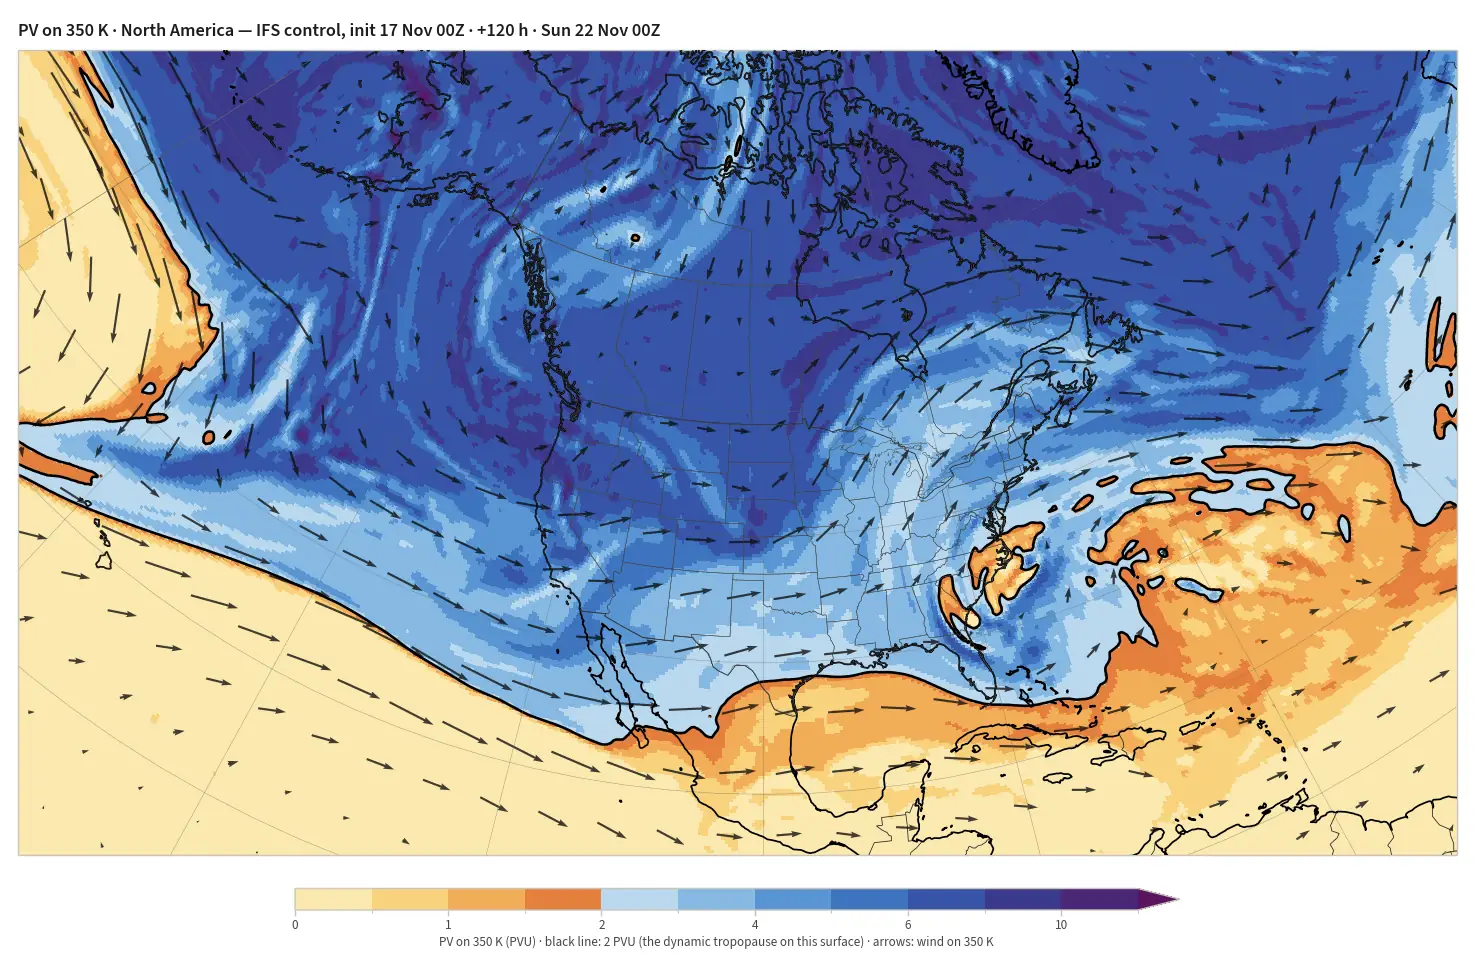 PV on 350 K · North America — IFS control, init 17 Nov 00Z · +120 h · Sun 22 Nov 00Z
0 1 2 4 6 10
PV on 350 K (PVU) · black line: 2 PVU (the dynamic tropopause on this surface) · arrows: wind on 350 K